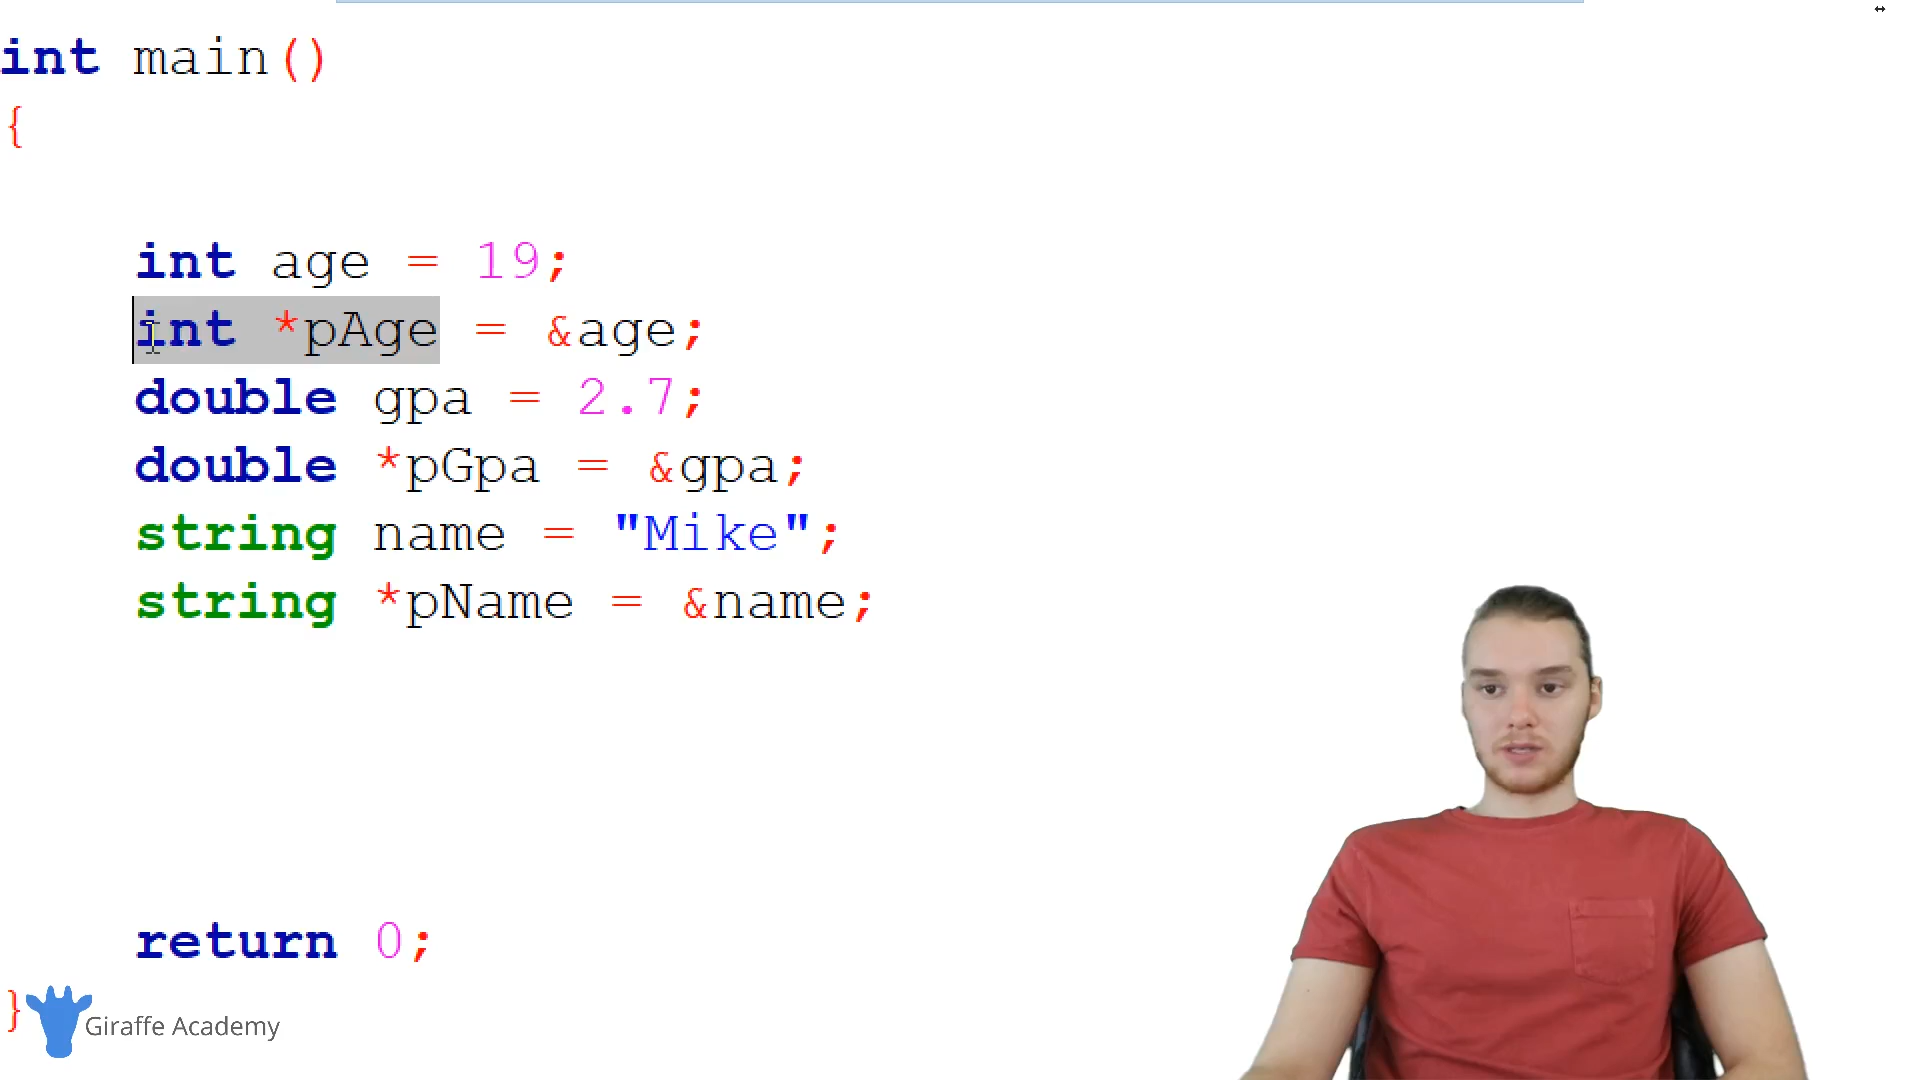 int main()
{
int age = 19;
int *pAge = &age;
double gpa = 2.7;
double *pGpa = &gpa;
string name = "Mike";
string *pName = &name;
return 0;
}
Giraffe Academy